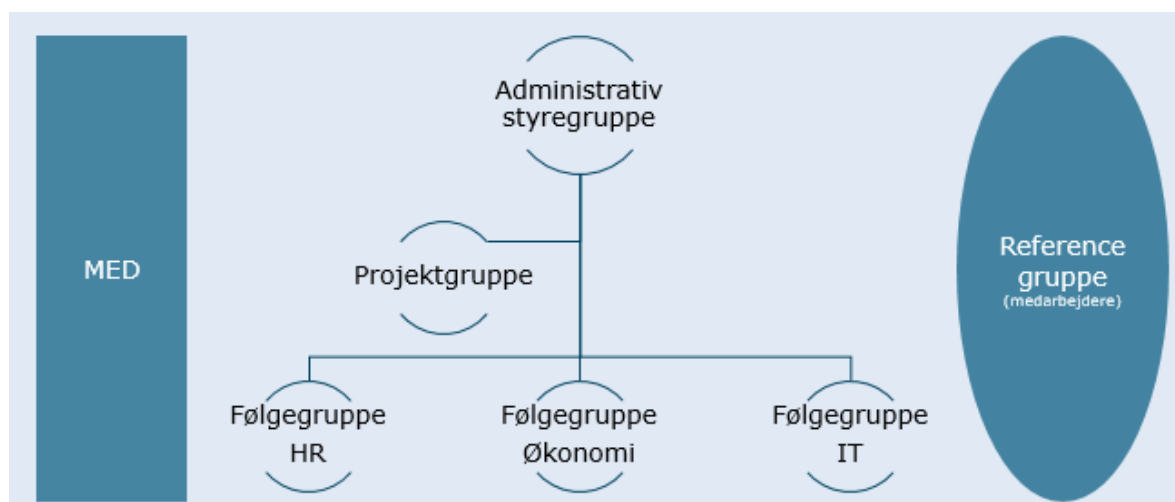 Administrativ
styregruppe
MED
Projektgruppe
Reference
gruppe
(medarbejdere)
Følgegruppe
HR
Følgegruppe
Økonomi
Følgegruppe
IT